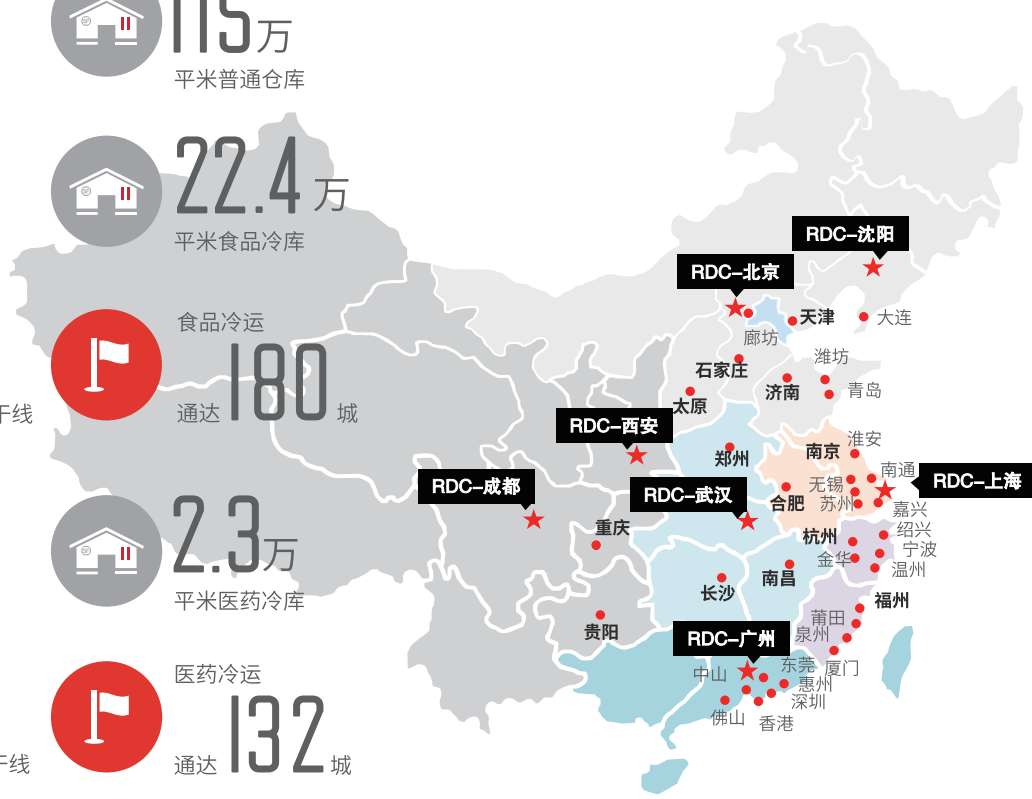 115万
平米普通仓库
22.4万
平米食品冷库
食品冷运
通达180城
干线
2.3万
平米医药冷库
医药冷运
通达132城
干线
RDC–沈阳
RDC–北京
天津
大连
廊坊
石家庄
潍坊
济南
青岛
太原
RDC–西安
郑州
南京
淮安
RDC–成都
RDC–武汉
合肥
无锡
南通
RDC–上海
苏州
嘉兴
重庆
杭州
绍兴
金华
宁波
温州
长沙
南昌
福州
贵阳
莆田
RDC–广州
泉州
中山
东莞
厦门
惠州
深圳
佛山
香港